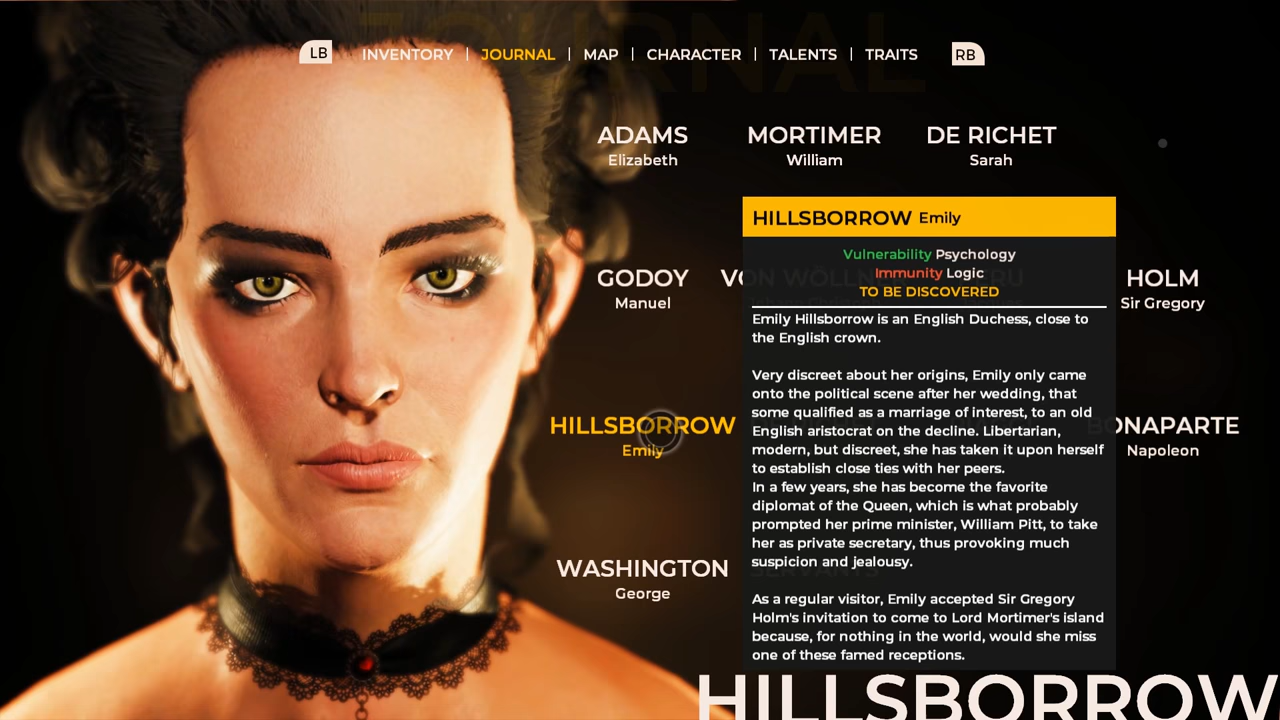 JOURNAL
LB INVENTORY | JOURNAL | MAP | CHARACTER | TALENTS | TRAITS RB
ADAMS MORTIMER DE RICHET
Elizabeth William Sarah
HILLSBORROW Emily
Vulnerability Psychology
Immunity Logic
TO BE DISCOVERED
Emily Hillsborrow is an English Duchess, close to
the English crown.
Very discreet about her origins, Emily only came
onto the political scene after her wedding, that
some qualified as a marriage of interest, to an old
English aristocrat on the decline. Libertarian,
modern, but discreet, she has taken it upon herself
to establish close ties with her peers.
In a few years, she has become the favorite
diplomat of the Queen, which is what probably
prompted her prime minister, William Pitt, to take
her as private secretary, thus provoking much
suspicion and jealousy.
As a regular visitor, Emily accepted Sir Gregory
Holm's invitation to come to Lord Mortimer's island
because, for nothing in the world, would she miss
one of these famed receptions.
GODOY VON WÖLLNER HOLM
Manuel Sir Gregory
HILLSBORROW BONAPARTE
Emily Napoleon
WASHINGTON SERVANTS
George
HILLSBORROW